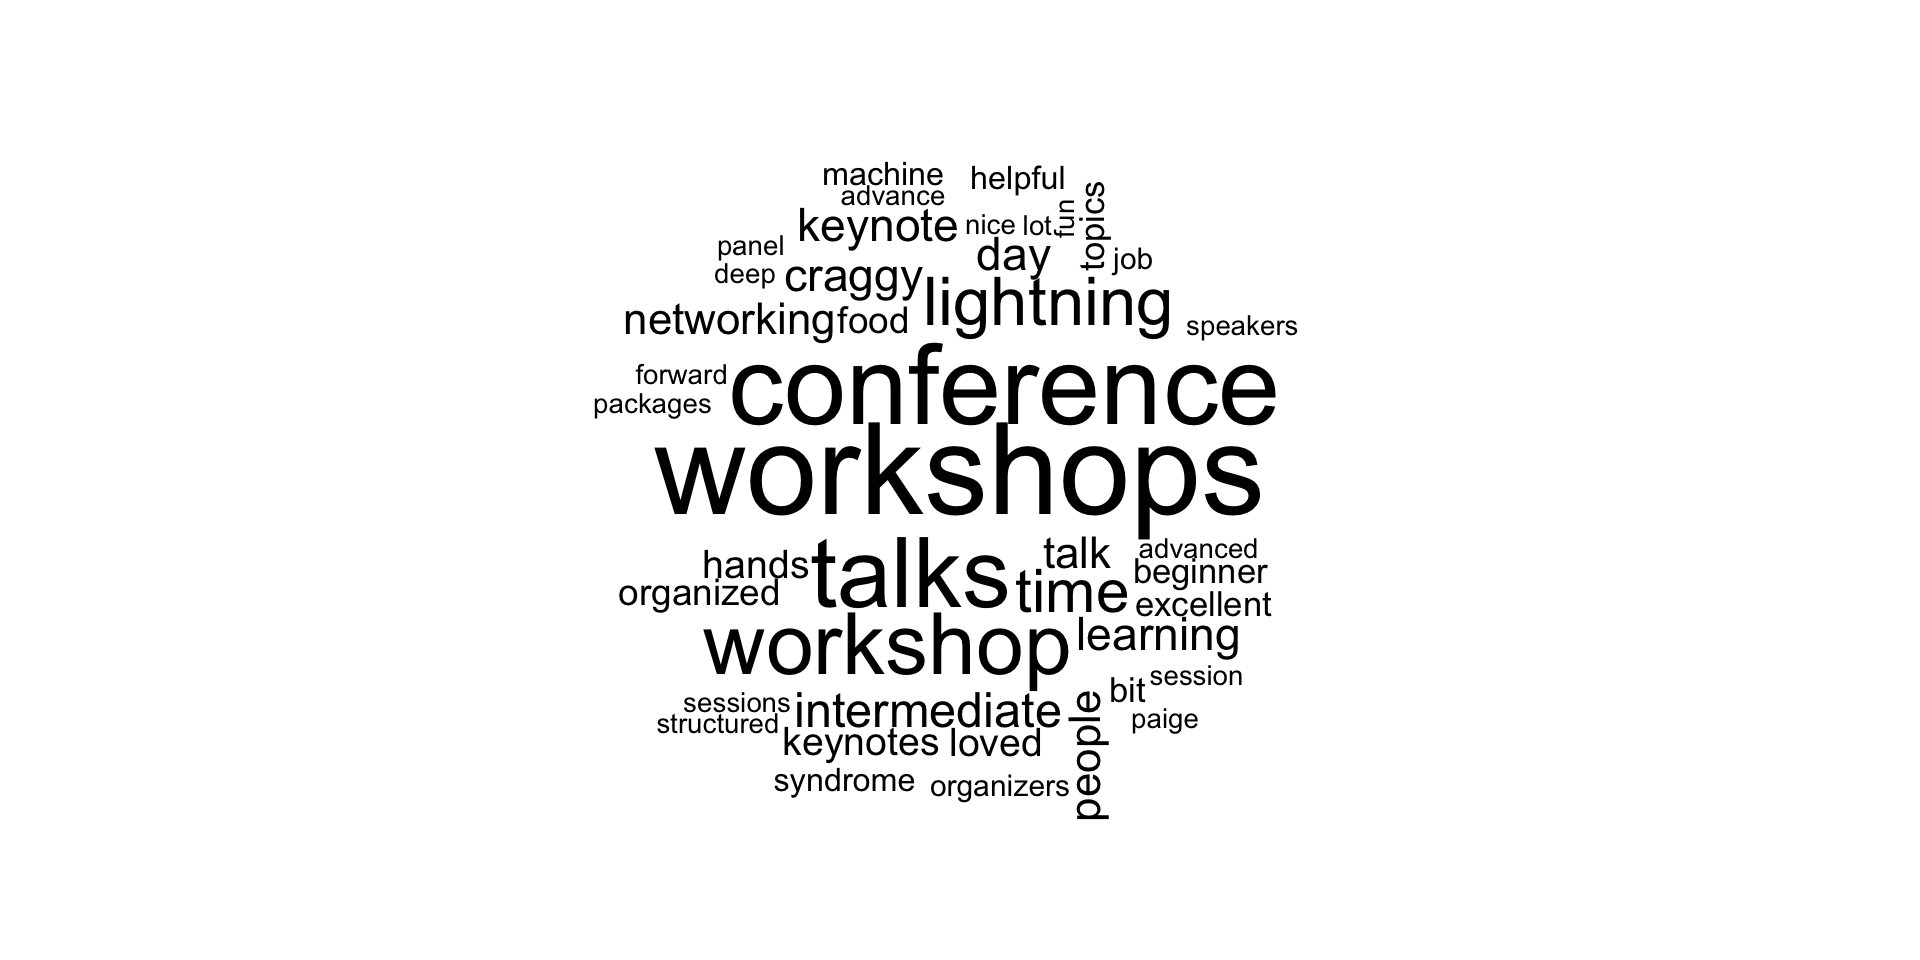 machine helpful
advance
keynote nice lot fun topics
panel day job
deep craggy lightning
networking food speakers
forward conference
packages
workshops
hands talks talk advanced
organized time beginner
excellent
workshop learning
sessions intermediate people bit session
structured paige
keynotes loved
syndrome organizers